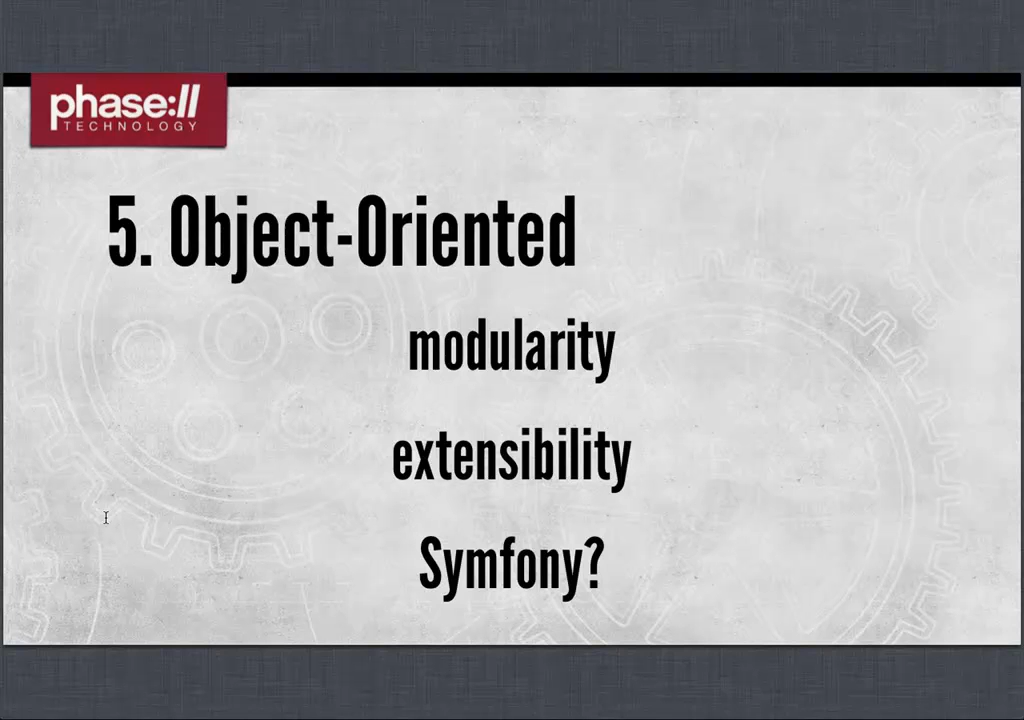 phase://
TECHNOLOGY
5. Object-Oriented
modularity
extensibility
Symfony?